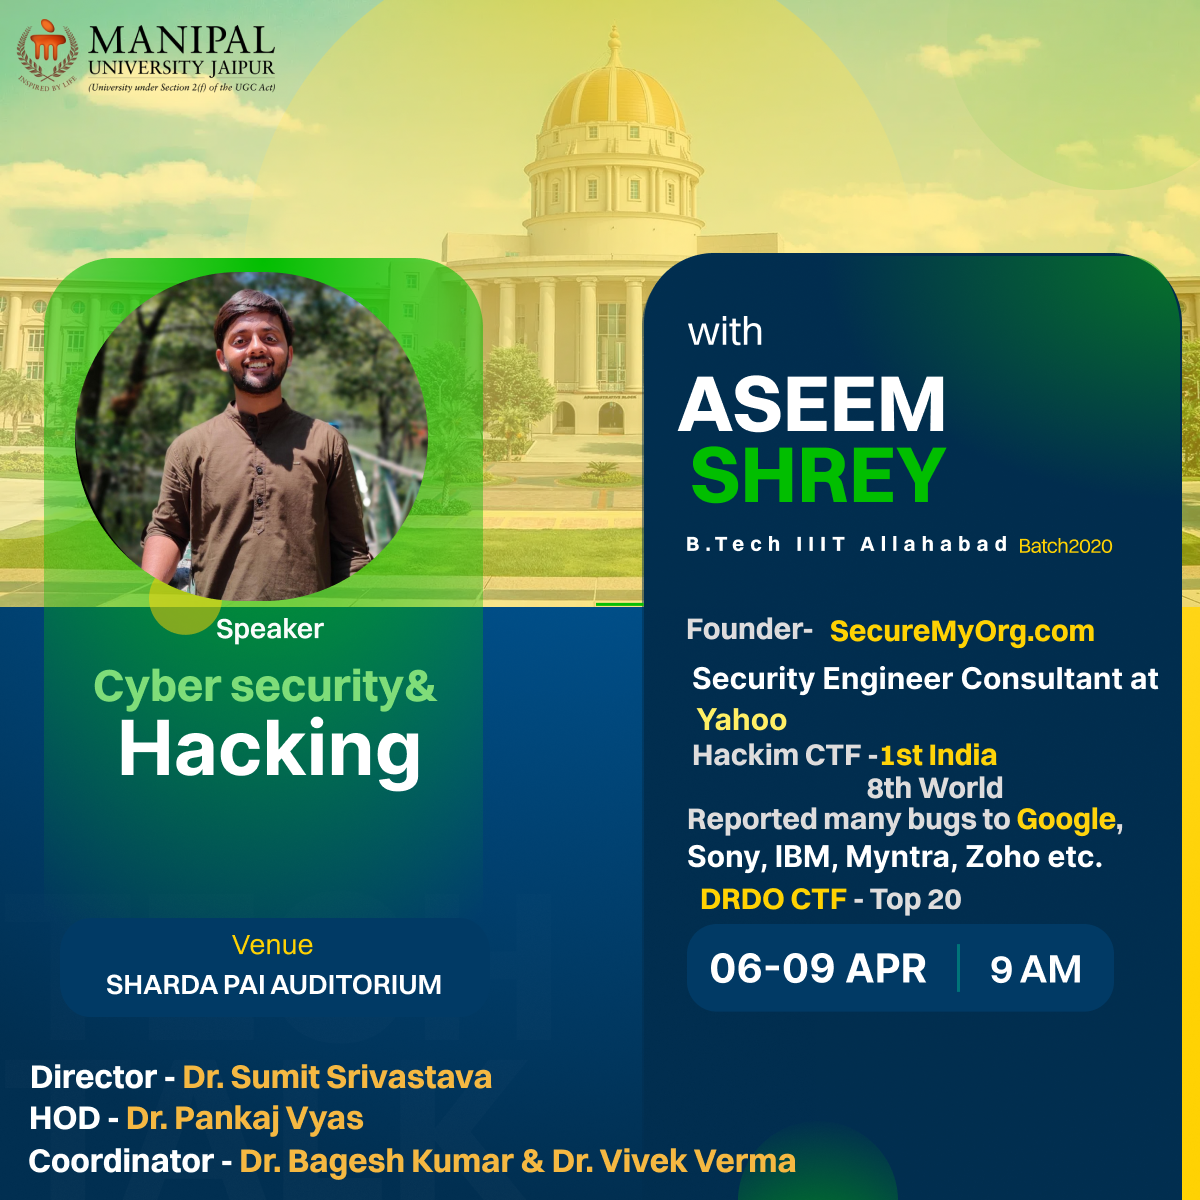 MANIPAL
UNIVERSITY JAIPUR
(University under Section 2(f) of the UGC Act)
INSPIRED BY LIFE
with
ASEEM
SHREY
B.Tech IIIT Allahabad Batch2020
Founder- SecureMyOrg.com
Security Engineer Consultant at
Yahoo
Hackim CTF -1st India
8th World
Reported many bugs to Google,
Sony, IBM, Myntra, Zoho etc.
DRDO CTF - Top 20
06-09 APR | 9 AM
Speaker
Cyber security&
Hacking
Venue
SHARDA PAI AUDITORIUM
TECH
TALK
Director - Dr. Sumit Srivastava
HOD - Dr. Pankaj Vyas
Coordinator - Dr. Bagesh Kumar & Dr. Vivek Verma